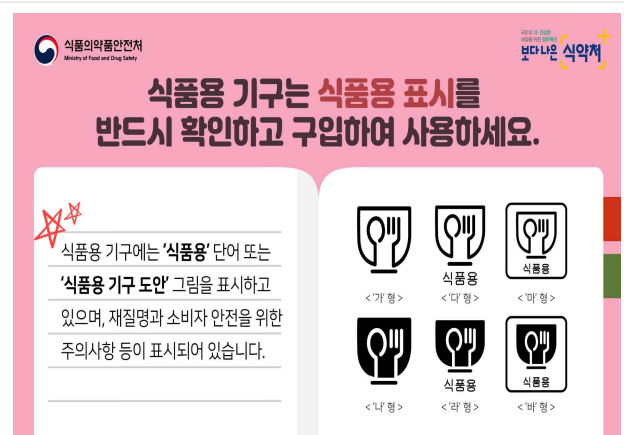 식품의약품안전처
Ministry of Food and Drug Safety
국민의 더 건강한
내일을 위한 정부혁신
보다나은 식약처
식품용 기구는 식품용 표시를
반드시 확인하고 구입하여 사용하세요.
식품용 기구에는 '식품용' 단어 또는
'식품용 기구 도안' 그림을 표시하고
있으며, 재질명과 소비자 안전을 위한
주의사항 등이 표시되어 있습니다.
식품용 식품용
<'가' 형> <'다' 형> <'마' 형>
식품용 식품용
<'나' 형> <'라' 형> <'바' 형>